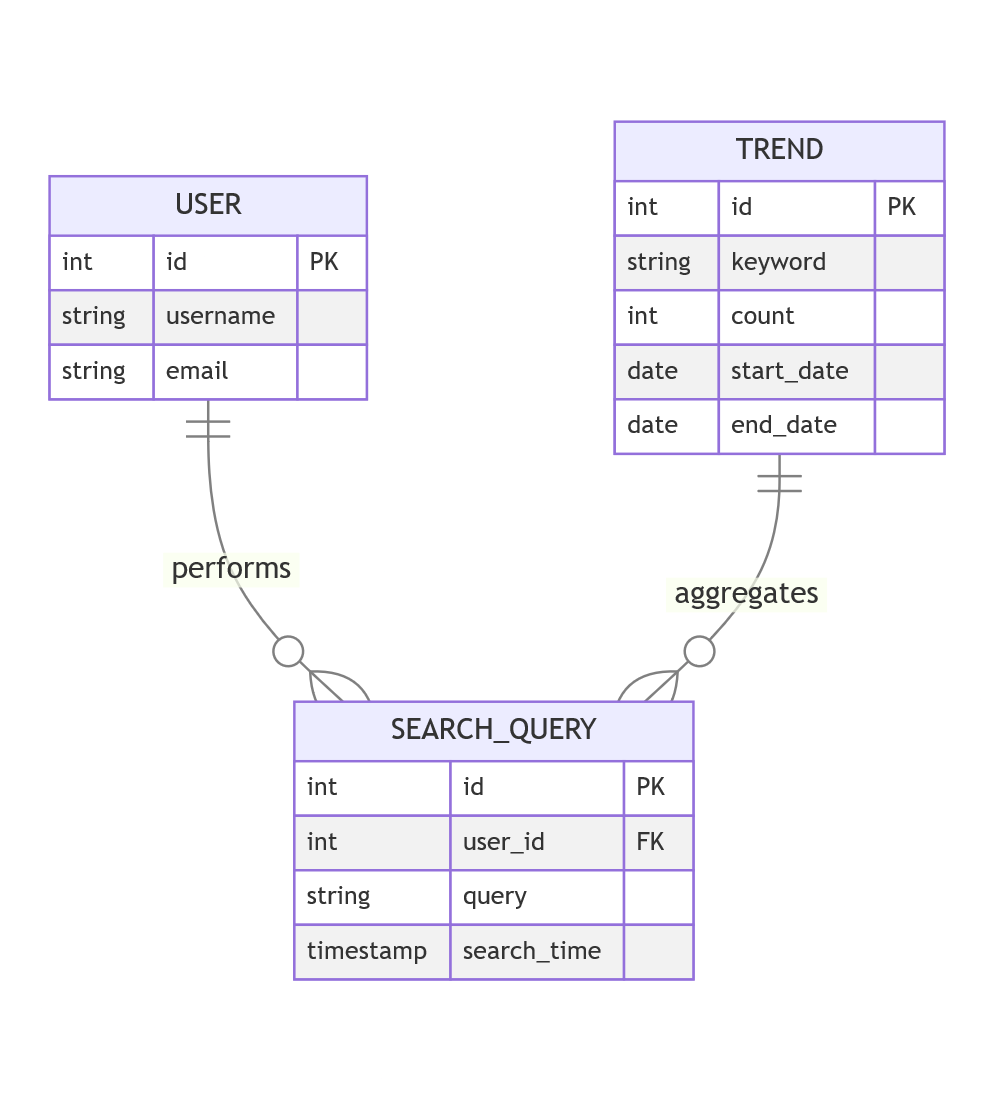 USER
int id PK
string username
string email
TREND
int id PK
string keyword
int count
date start_date
date end_date
performs
aggregates
SEARCH_QUERY
int id PK
int user_id FK
string query
timestamp search_time